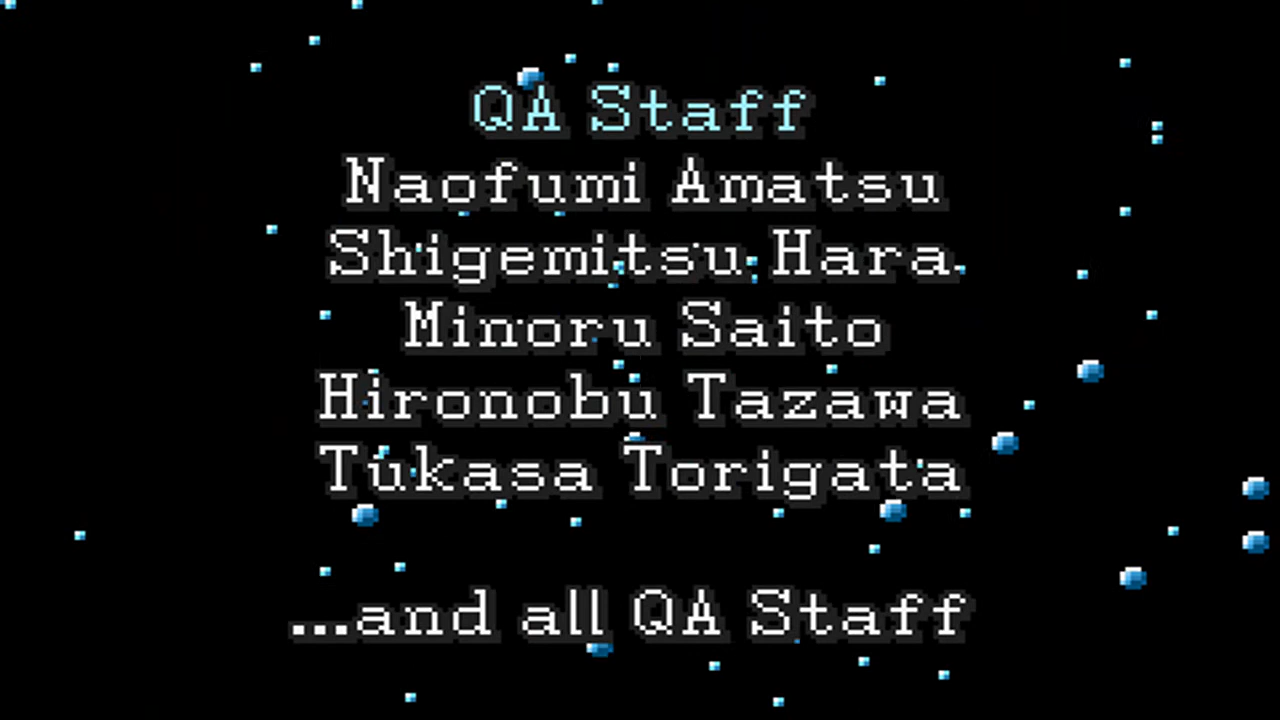 QA Staff
Naofumi Amatsu
Shigemitsu Hara
Minoru Saito
Hironobu Tazawa
Tukasa Torigata
...and all QA Staff